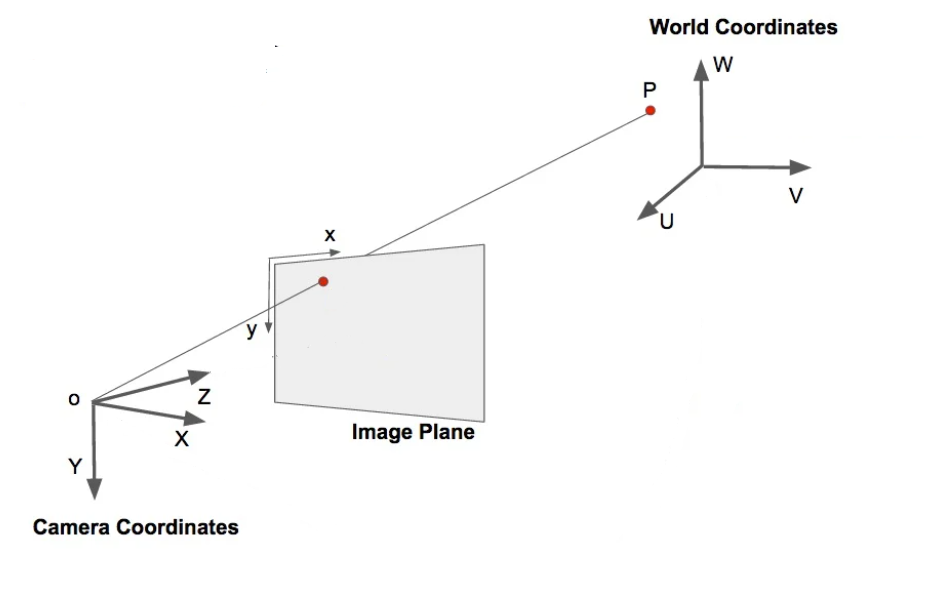 World Coordinates
W
P
V
U
x
y
o
Z
X
Image Plane
Y
Camera Coordinates